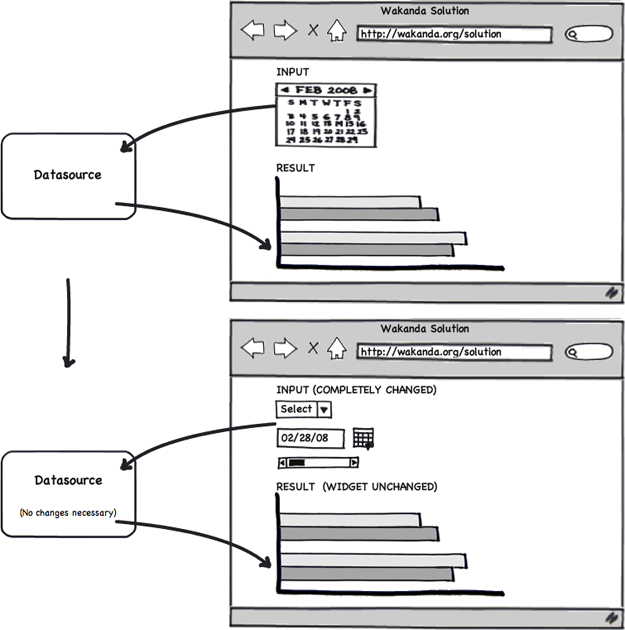 Wakanda Solution
http://wakanda.org/solution
INPUT
FEB 2008
S M T W T F S
1 2
3 4 5 6 7 8 9
10 11 12 13 14 15 16
17 18 19 20 21 22 23
24 25 26 27 28 29
Datasource
RESULT
Wakanda Solution
http://wakanda.org/solution
INPUT (COMPLETELY CHANGED)
Select
02/28/08
Datasource
(No changes necessary)
RESULT (WIDGET UNCHANGED)